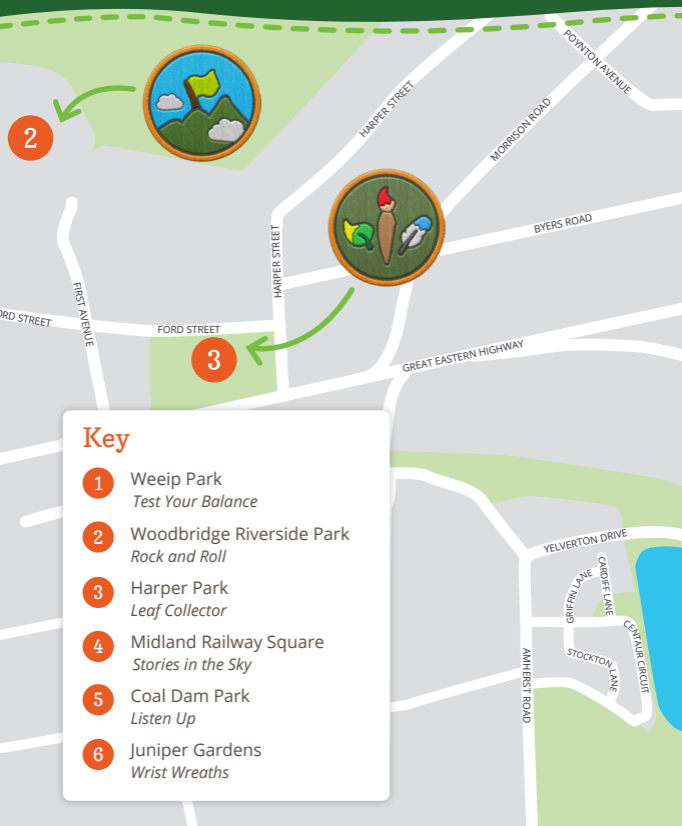 POYNTON AVENUE
HARPER STREET
MORRISON ROAD
2
BYERS ROAD
HARPER STREET
FIRST AVENUE
ORD STREET
FORD STREET
3
GREAT EASTERN HIGHWAY
Key
1 Weeip Park
Test Your Balance
2 Woodbridge Riverside Park
Rock and Roll
3 Harper Park
Leaf Collector
4 Midland Railway Square
Stories in the Sky
5 Coal Dam Park
Listen Up
6 Juniper Gardens
Wrist Wreaths
YELVERTON DRIVE
CARDIFF LANE
GRIFFIN LANE
CENTAUR CIRCUIT
STOCKTON LANE
AMHERST ROAD